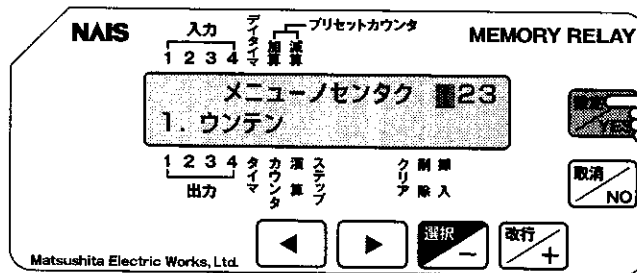 NAIS
入力
デイタイマ
加算
減算
プリセットカウンタ
MEMORY RELAY
1 2 3 4
メニューノセンタク 123
1. ウンテン
YES
1 2 3 4
出力
タイマ
カウンタ
演算
ステップ
クリア
削除
挿入
取消
NO
◀
▶
選択
−
改行
+
Matsushita Electric Works, Ltd.